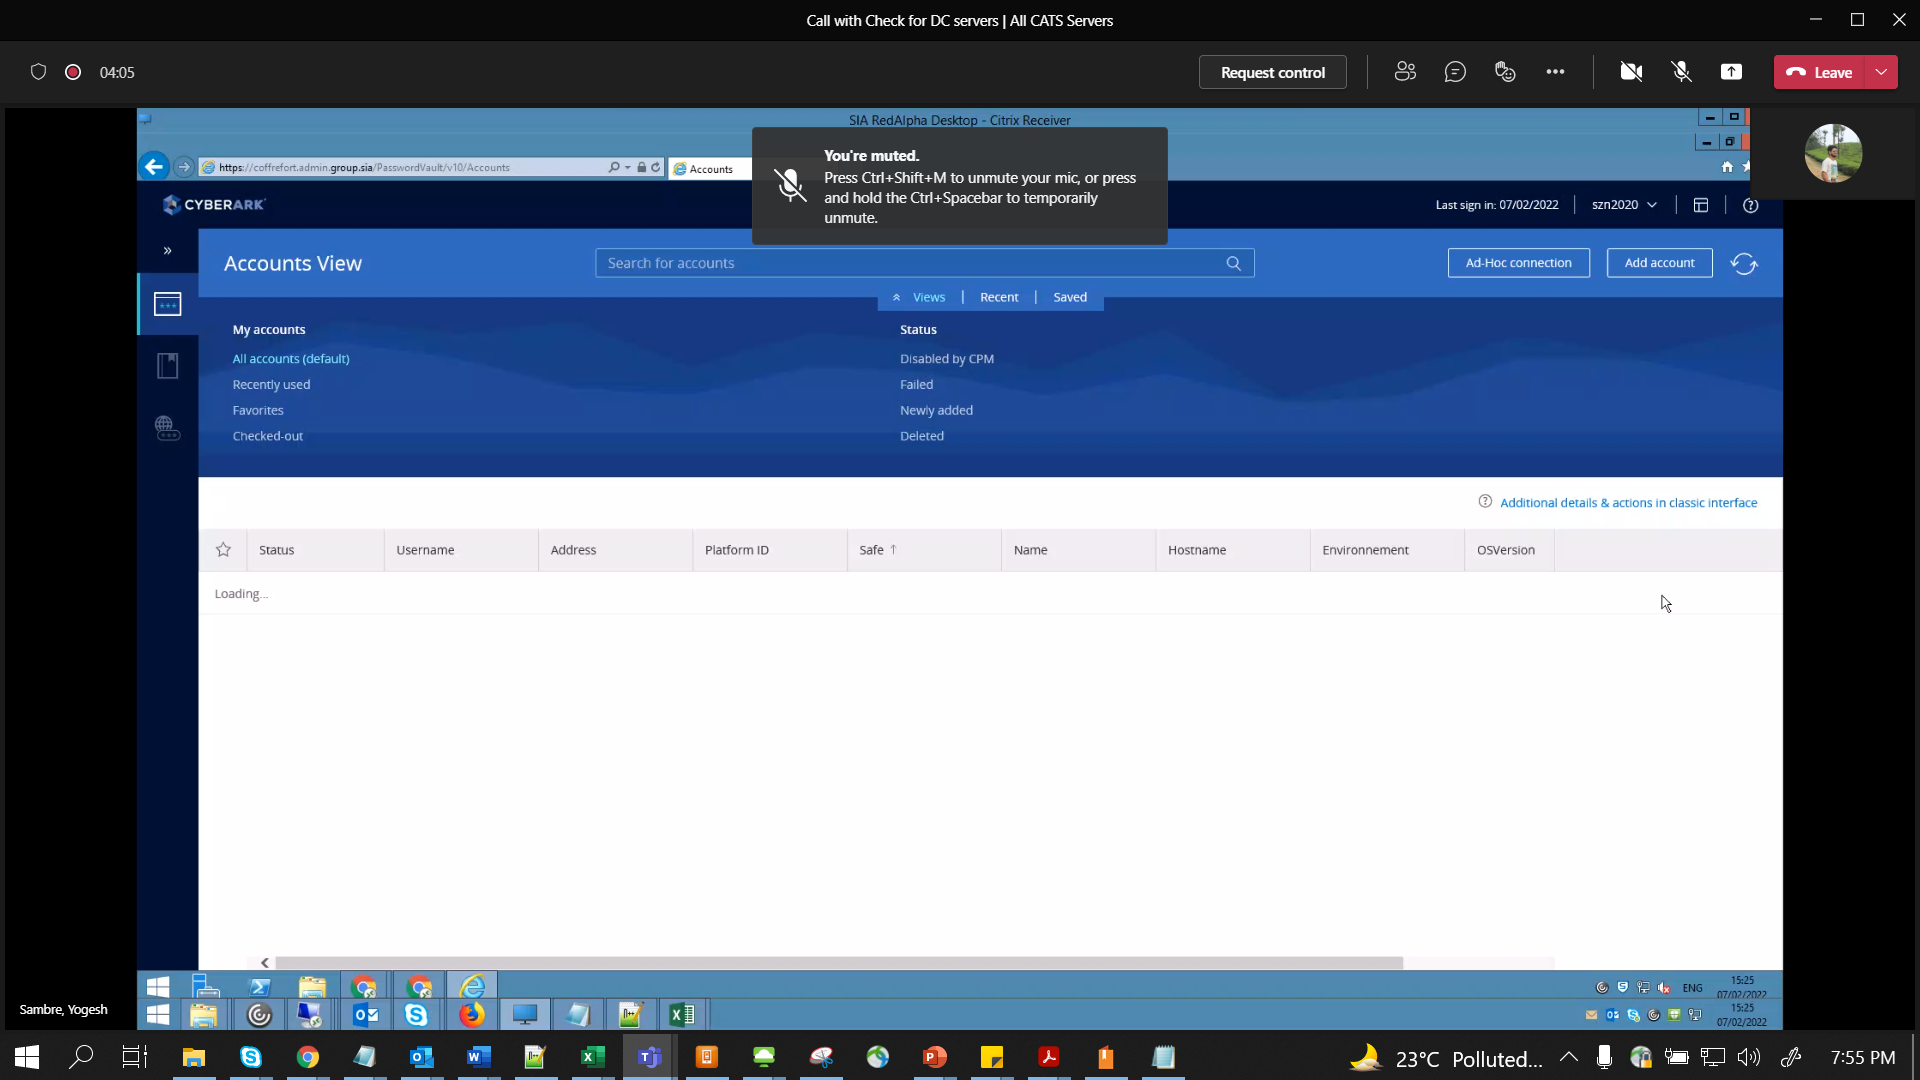 Call with Check for DC servers | All CATS Servers
04:05
Request control
Leave
SIA RedAlpha Desktop - Citrix Receiver
https://coffrefort.admin.group.sia/PasswordVault/v10/Accounts
Accounts
You're muted.
Press Ctrl+Shift+M to unmute your mic, or press
and hold the Ctrl+Spacebar to temporarily
unmute.
CYBERARK
Last sign in: 07/02/2022
szn2020
Accounts View
Search for accounts
Ad-Hoc connection
Add account
Views
Recent
Saved
My accounts
Status
All accounts (default)
Disabled by CPM
Recently used
Failed
Favorites
Newly added
Checked-out
Deleted
Additional details & actions in classic interface
Status
Username
Address
Platform ID
Safe ↑
Name
Hostname
Environnement
OSVersion
Loading...
ENG
15:25
07/02/2022
15:25
07/02/2022
Sambre, Yogesh
23°C Polluted...
7:55 PM